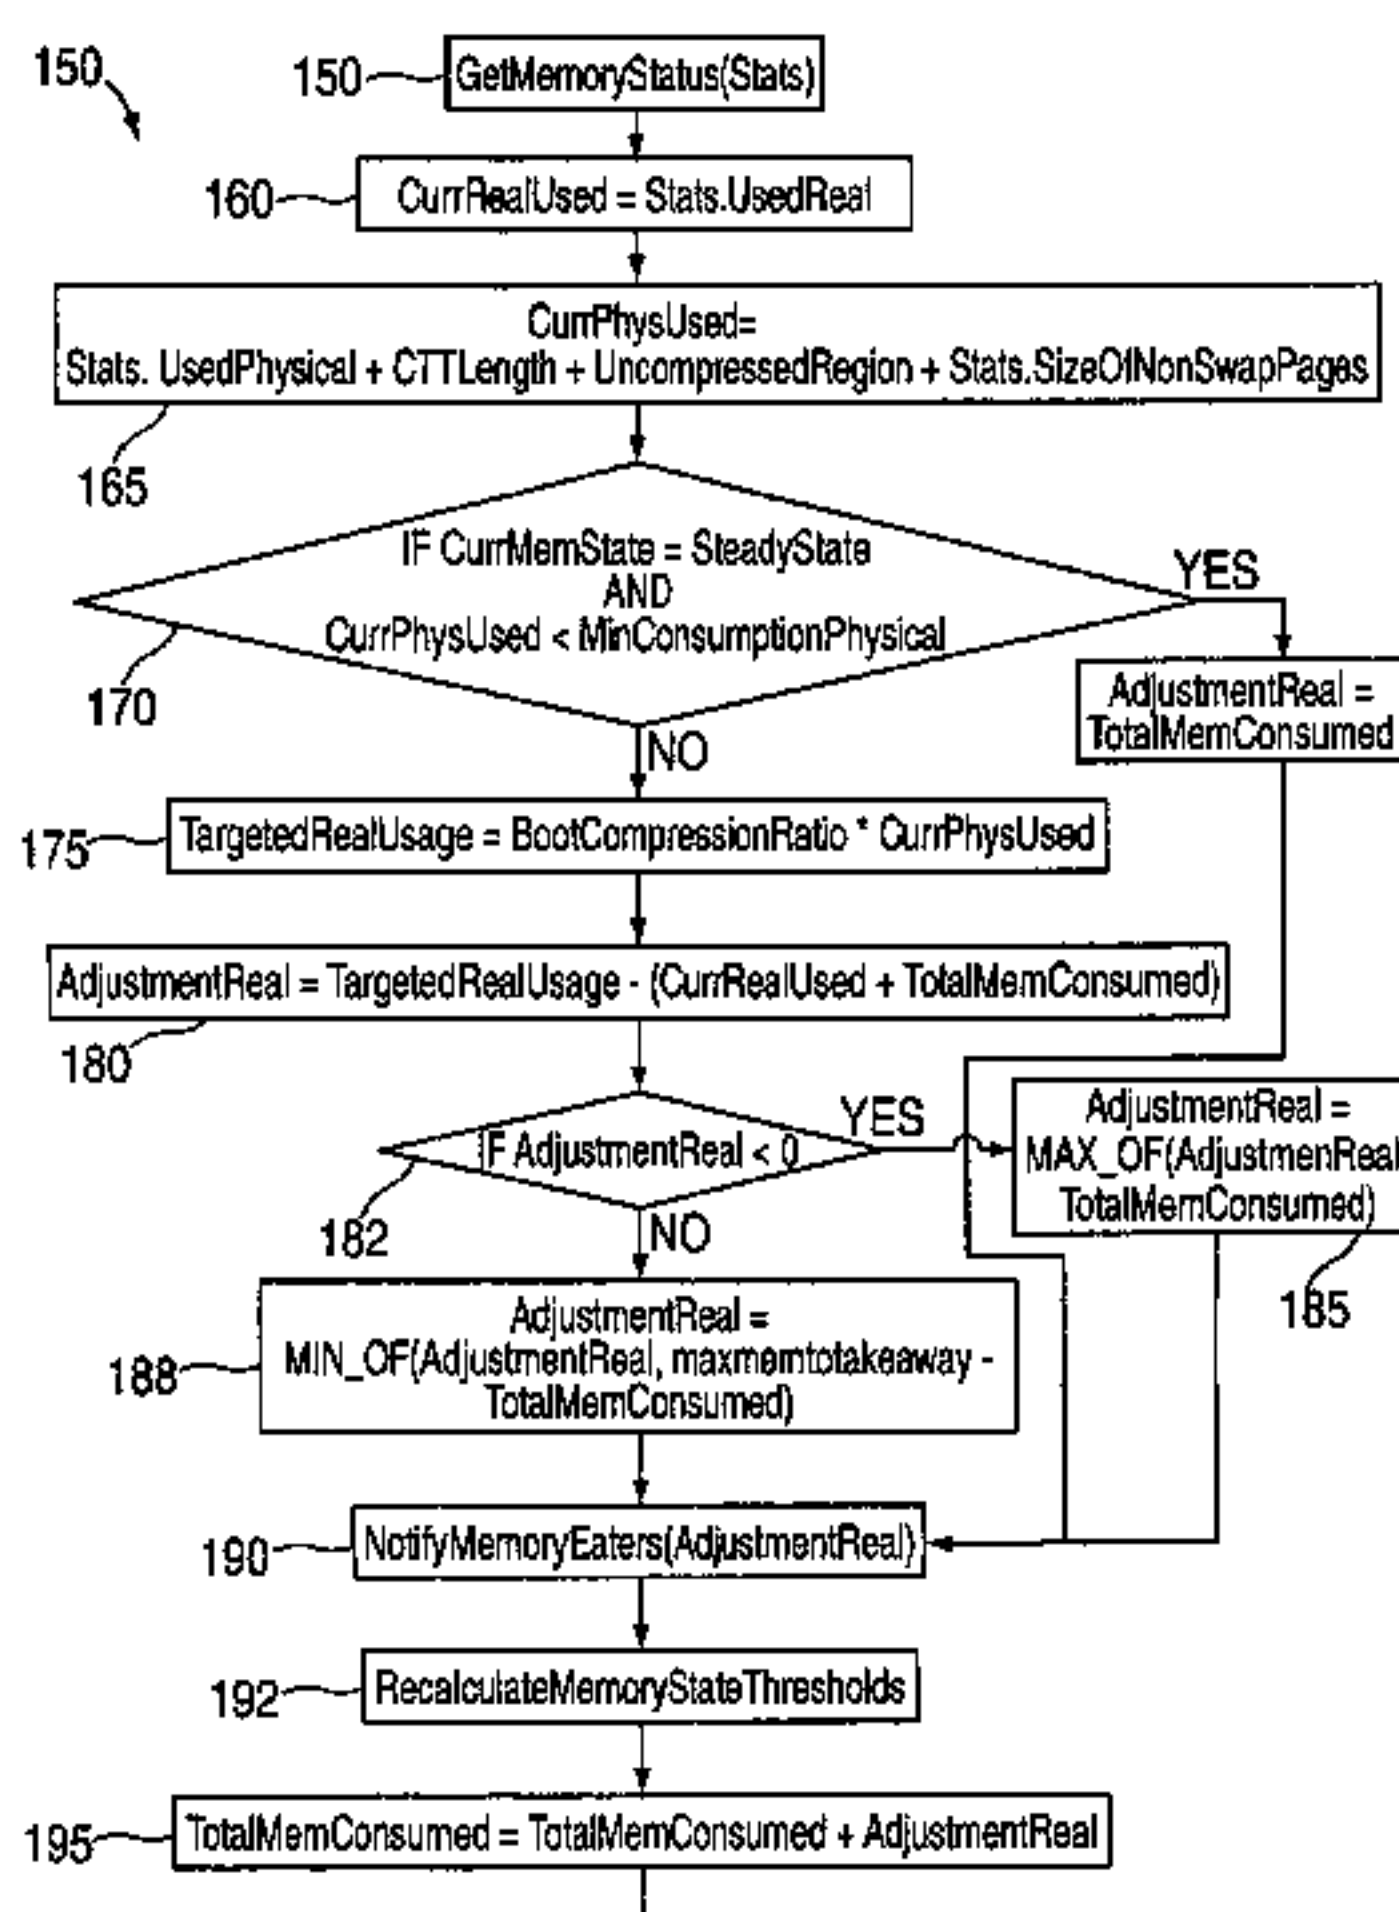 150
150
GetMemoryStatus(Stats)
160
CurrRealUsed = Stats.UsedReal
CurrPhysUsed=
Stats. UsedPhysical + CTTLength + UncompressedRegion + Stats.SizeOfNonSwapPages
165
IF CurrMemState = SteadyState
AND
CurrPhysUsed < MinConsumptionPhysical
170
YES
AdjustmentReal =
TotalMemConsumed
NO
175
TargetedRealUsage = BootCompressionRatio * CurrPhysUsed
AdjustmentReal = TargetedRealUsage - (CurrRealUsed + TotalMemConsumed)
180
IF AdjustmentReal < 0
YES
182
AdjustmentReal =
MAX_OF(AdjustmenReal
TotalMemConsumed)
185
NO
188
AdjustmentReal =
MIN_OF(AdjustmentReal, maxmemtotakeaway -
TotalMemConsumed)
190
NotifyMemoryEaters(AdjustmentReal)
192
RecalculateMemoryStateThresholds
195
TotalMemConsumed = TotalMemConsumed + AdjustmentReal